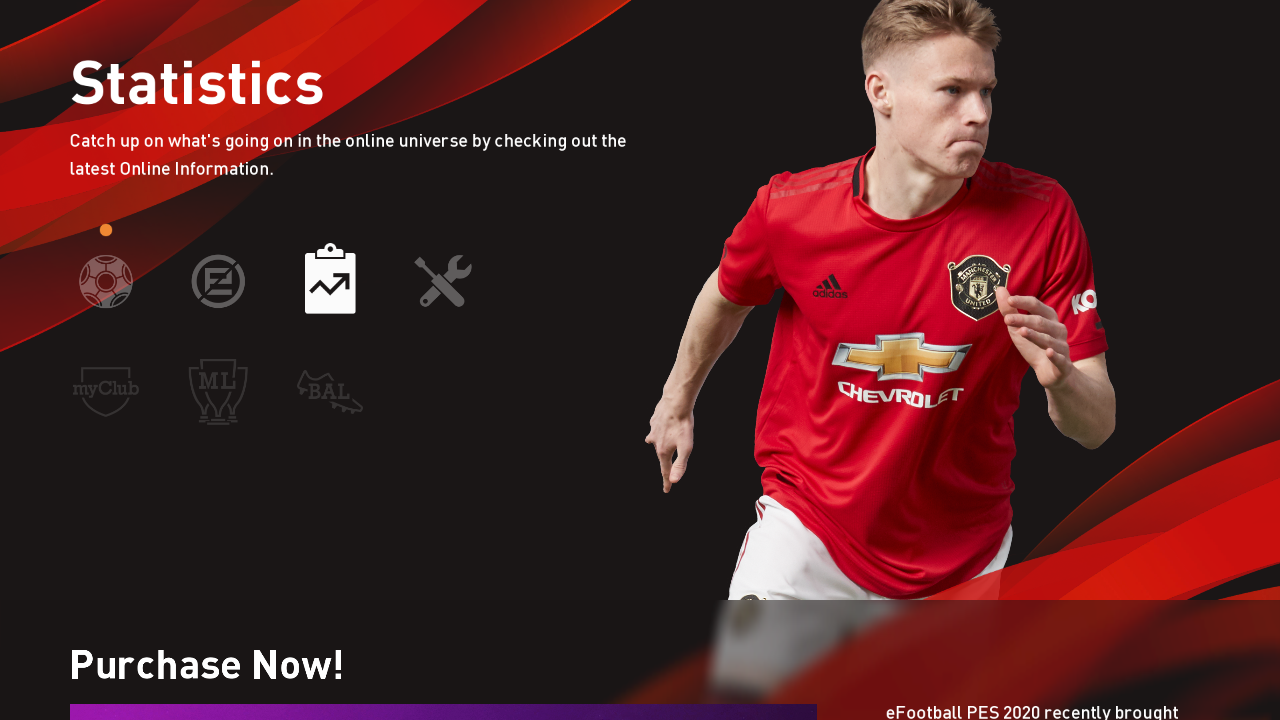 Statistics
Catch up on what's going on in the online universe by checking out the
latest Online Information.
myClub
ML
BAL
adidas
MANCHESTER
UNITED
KO
CHEVROLET
Purchase Now!
eFootball PES 2020 recently brought